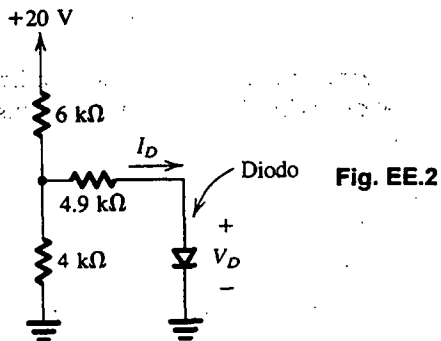 +20 V
6 kΩ
I_D
Diodo
Fig. EE.2
4.9 kΩ
+
4 kΩ
V_D
−